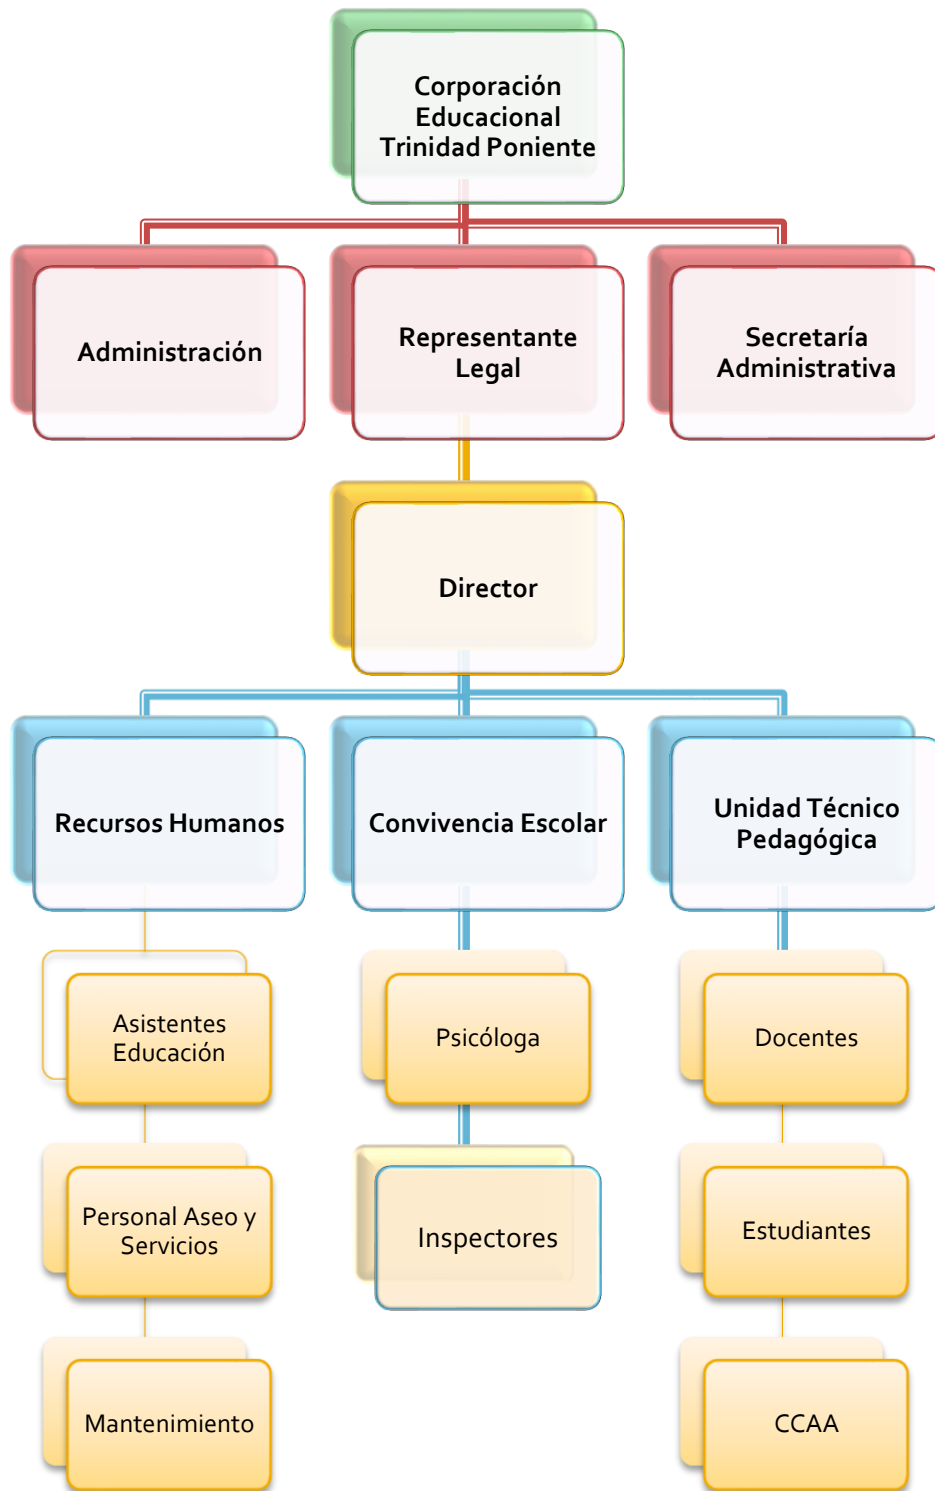 Corporación
Educacional
Trinidad Poniente
Administración
Representante
Legal
Secretaría
Administrativa
Director
Recursos Humanos
Convivencia Escolar
Unidad Técnico
Pedagógica
Asistentes
Educación
Psicóloga
Docentes
Personal Aseo y
Servicios
Inspectores
Estudiantes
Mantenimiento
CCAA